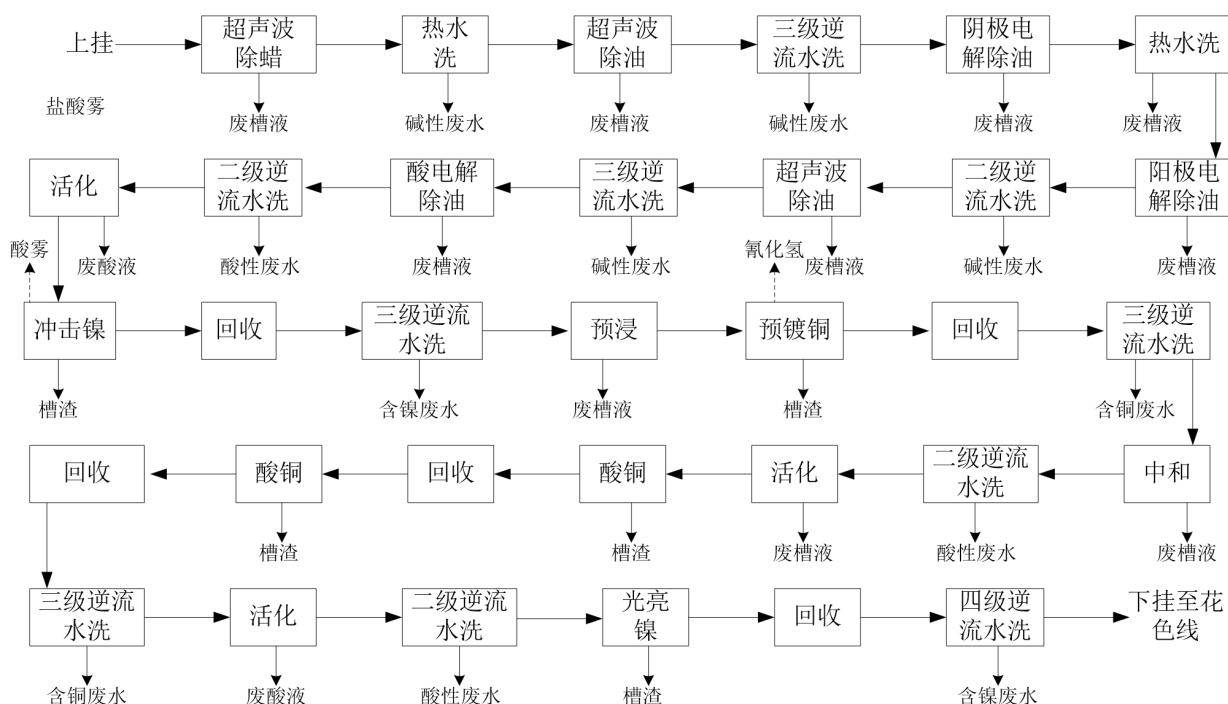 上挂
超声波
除蜡
热水
洗
超声波
除油
三级逆
流水洗
阴极电
解除油
热水洗
盐酸雾
废槽液
碱性废水
废槽液
碱性废水
废槽液
废槽液
活化
二级逆
流水洗
酸电解
除油
三级逆
流水洗
超声波
除油
二级逆
流水洗
阳极电
解除油
酸雾
废酸液
酸性废水
废槽液
碱性废水
氰化氢
废槽液
碱性废水
废槽液
冲击镍
回收
三级逆流
水洗
预浸
预镀铜
回收
三级逆
流水洗
槽渣
含镍废水
废槽液
槽渣
含铜废水
回收
酸铜
回收
酸铜
活化
二级逆流
水洗
中和
槽渣
槽渣
废槽液
酸性废水
废槽液
三级逆流
水洗
活化
二级逆流
水洗
光亮
镍
回收
四级逆
流水洗
下挂至花
色线
含铜废水
废酸液
酸性废水
槽渣
含镍废水